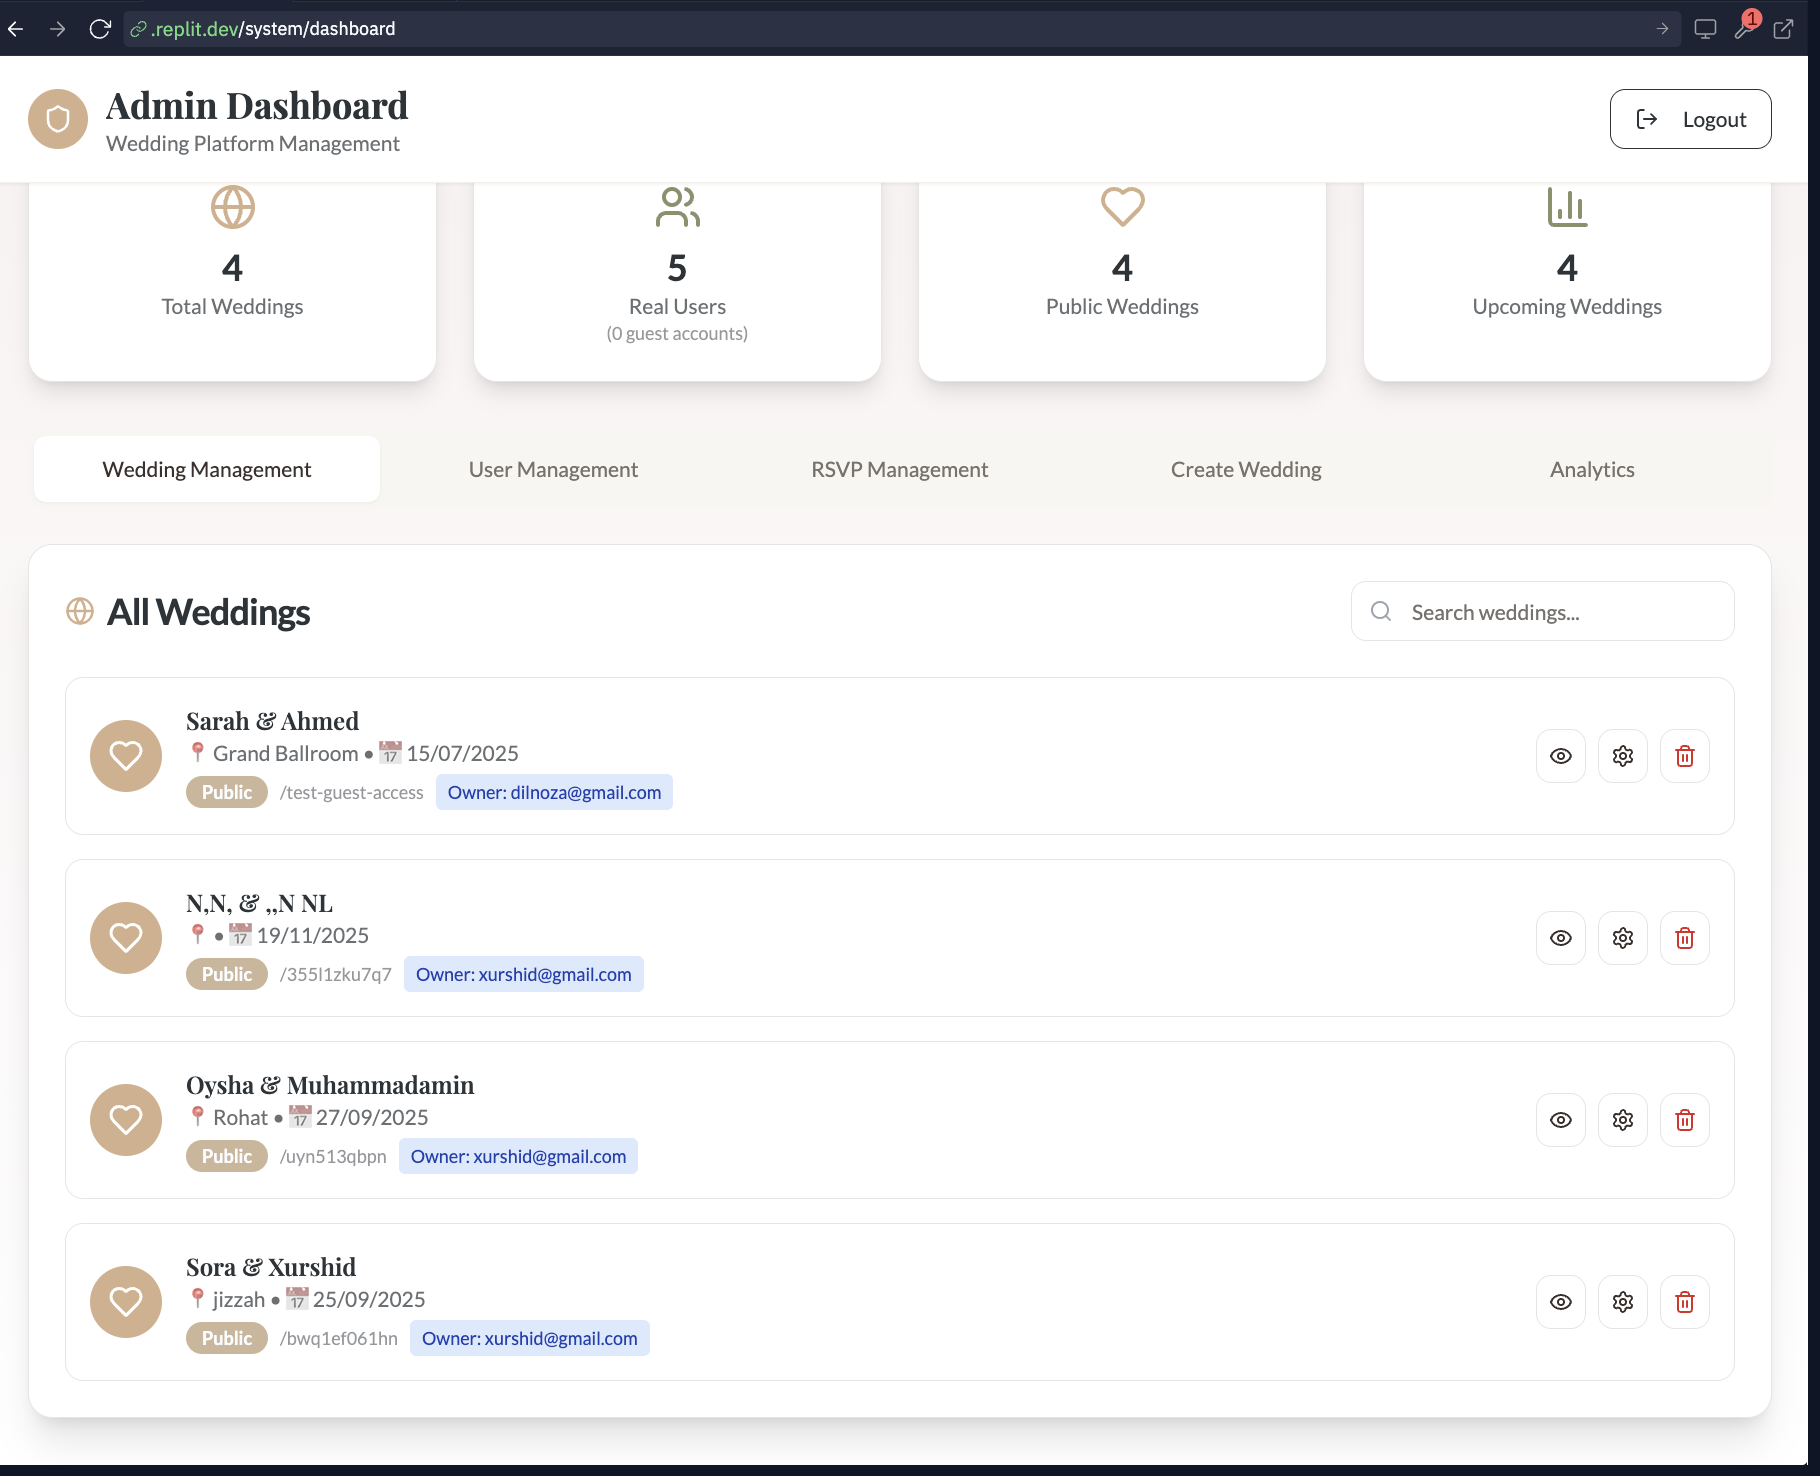 .replit.dev/system/dashboard
1
Admin Dashboard
Wedding Platform Management
Logout
4
Total Weddings
5
Real Users
(0 guest accounts)
4
Public Weddings
4
Upcoming Weddings
Wedding Management
User Management
RSVP Management
Create Wedding
Analytics
All Weddings
Search weddings...
Sarah & Ahmed
📍 Grand Ballroom • 📅 15/07/2025
Public /test-guest-access Owner: dilnoza@gmail.com
N,N, & ,,N NL
📍 • 📅 19/11/2025
Public /355l1zku7q7 Owner: xurshid@gmail.com
Oysha & Muhammadamin
📍 Rohat • 📅 27/09/2025
Public /uyn513qbpn Owner: xurshid@gmail.com
Sora & Xurshid
📍 jizzah • 📅 25/09/2025
Public /bwq1ef061hn Owner: xurshid@gmail.com